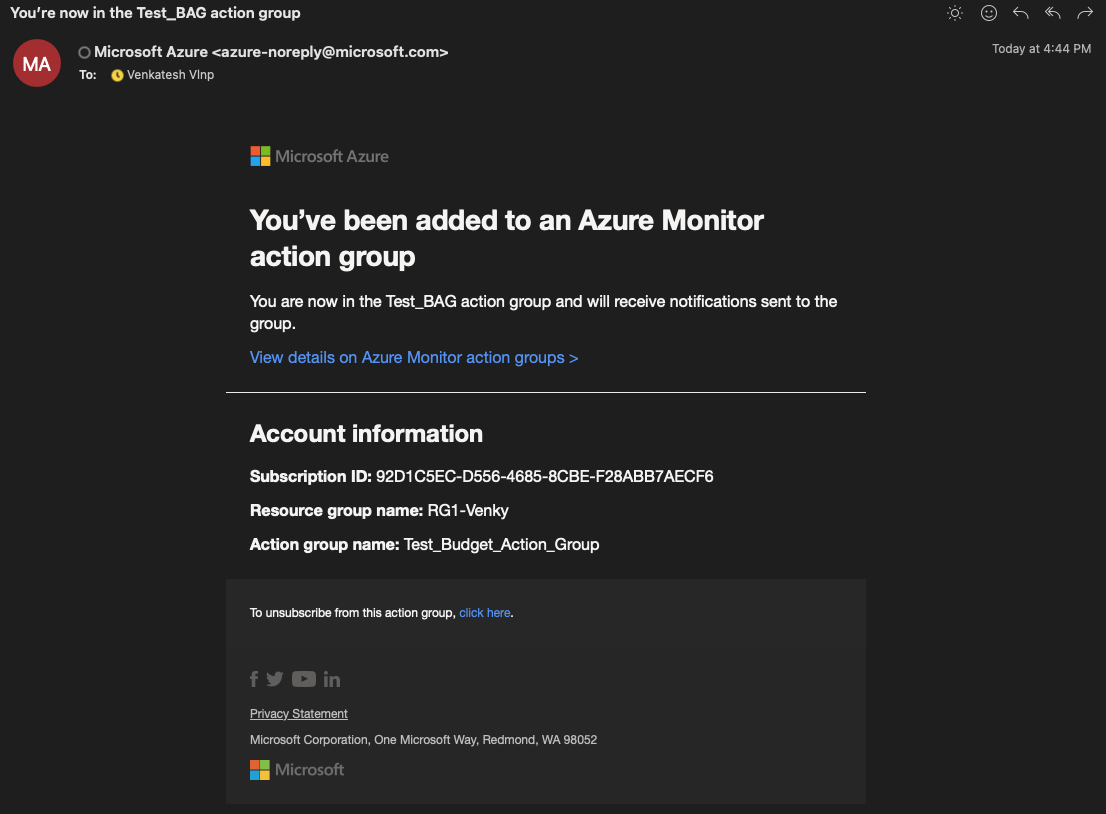 You're now in the Test_BAG action group
MA
Microsoft Azure <azure-noreply@microsoft.com>
Today at 4:44 PM
To: Venkatesh Vlnp
Microsoft Azure
You've been added to an Azure Monitor
action group
You are now in the Test_BAG action group and will receive notifications sent to the
group.
View details on Azure Monitor action groups >
Account information
Subscription ID: 92D1C5EC-D556-4685-8CBE-F28ABB7AECF6
Resource group name: RG1-Venky
Action group name: Test_Budget_Action_Group
To unsubscribe from this action group, click here.
f in
Privacy Statement
Microsoft Corporation, One Microsoft Way, Redmond, WA 98052
Microsoft